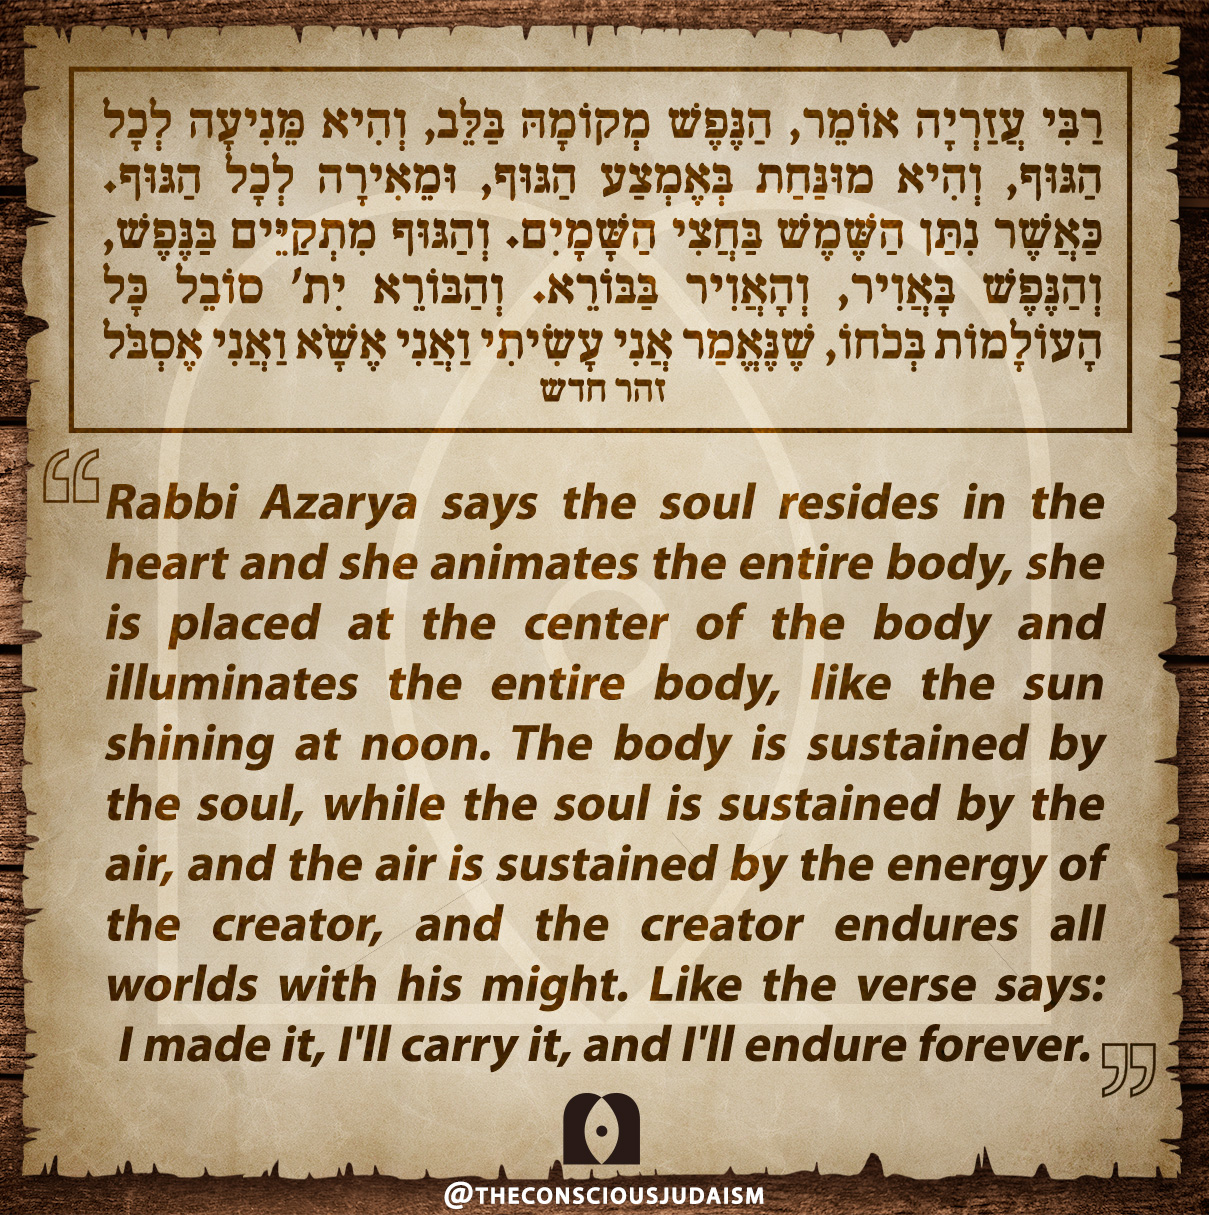 רַבִּי עֲזַרְיָה אוֹמֵר, הַנֶּפֶשׁ מְקוֹמָהּ בַּלֵּב, וְהִיא מֵּנִיעָה לְכָל
הַגּוּף, וְהִיא מוּנַּחַת בְּאֶמְצַע הַגּוּף, וּמֵאִירָה לְכָל הַגּוּף.
כַּאֲשֶׁר נִתַּן הַשֶּׁמֶשׁ בַּחֲצִי הַשָּׁמָיִם. וְהַגּוּף מִתְקַיֵּים בַּנֶּפֶשׁ,
וְהַנֶּפֶשׁ בָּאֲוִיר, וְהָאֲוִיר בַּבּוֹרֵא. וְהַבּוֹרֵא יִת' סוֹבֵל כָּל
הָעוֹלָמוֹת בְּכֹחוֹ, שֶׁנֶּאֱמַר אֲנִי עָשִׂיתִי וַאֲנִי אֶשָּׂא וַאֲנִי אֶסְבֹּל
זהר חדש
“Rabbi Azarya says the soul resides in the
heart and she animates the entire body, she
is placed at the center of the body and
illuminates the entire body, like the sun
shining at noon. The body is sustained by
the soul, while the soul is sustained by the
air, and the air is sustained by the energy of
the creator, and the creator endures all
worlds with his might. Like the verse says:
I made it, I'll carry it, and I'll endure forever.”
@THECONSCIOUSJUDAISM